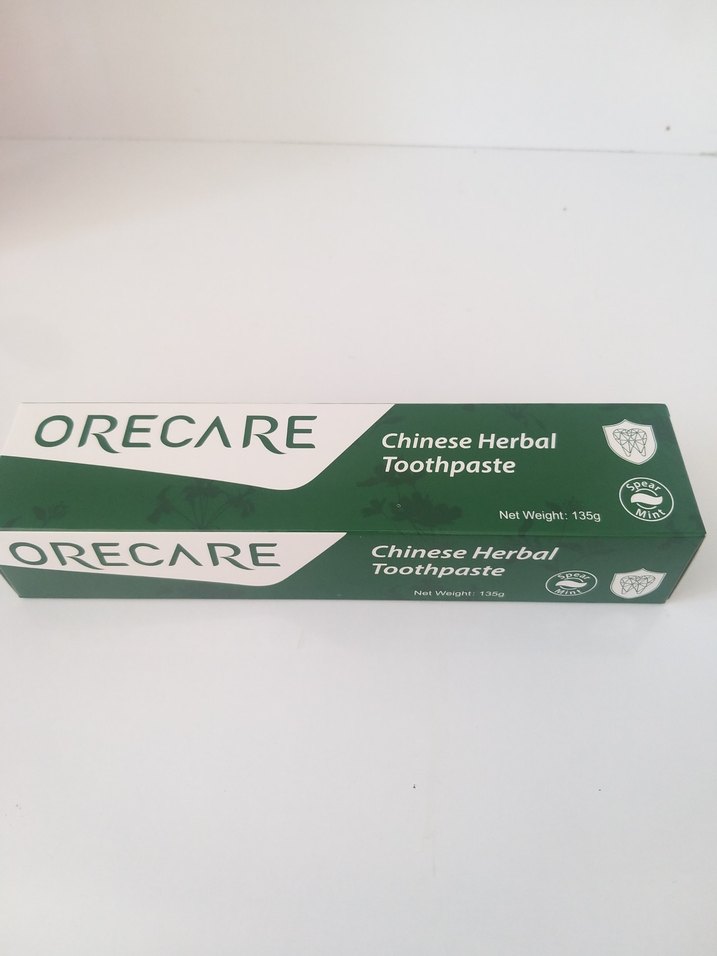 ORECARE
Chinese Herbal
Toothpaste
Net Weight: 135g
Spear
Mint
ORECARE
Chinese Herbal
Toothpaste
Net Weight: 135g
Spear
Mint